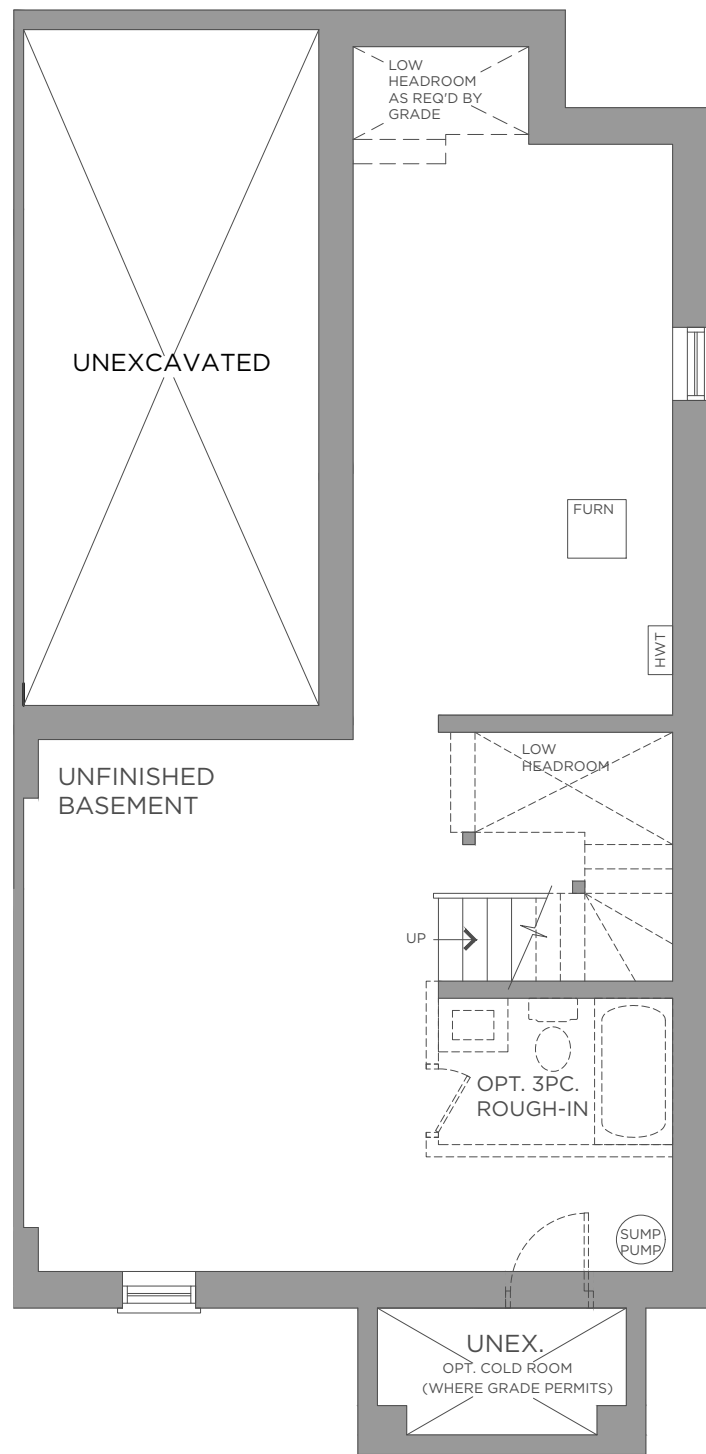 LOW
HEADROOM
AS REQ'D BY
GRADE
UNEXCAVATED
FURN
HWT
LOW
HEADROOM
UNFINISHED
BASEMENT
UP
OPT. 3PC.
ROUGH-IN
SUMP
PUMP
UNEX.
OPT. COLD ROOM
(WHERE GRADE PERMITS)